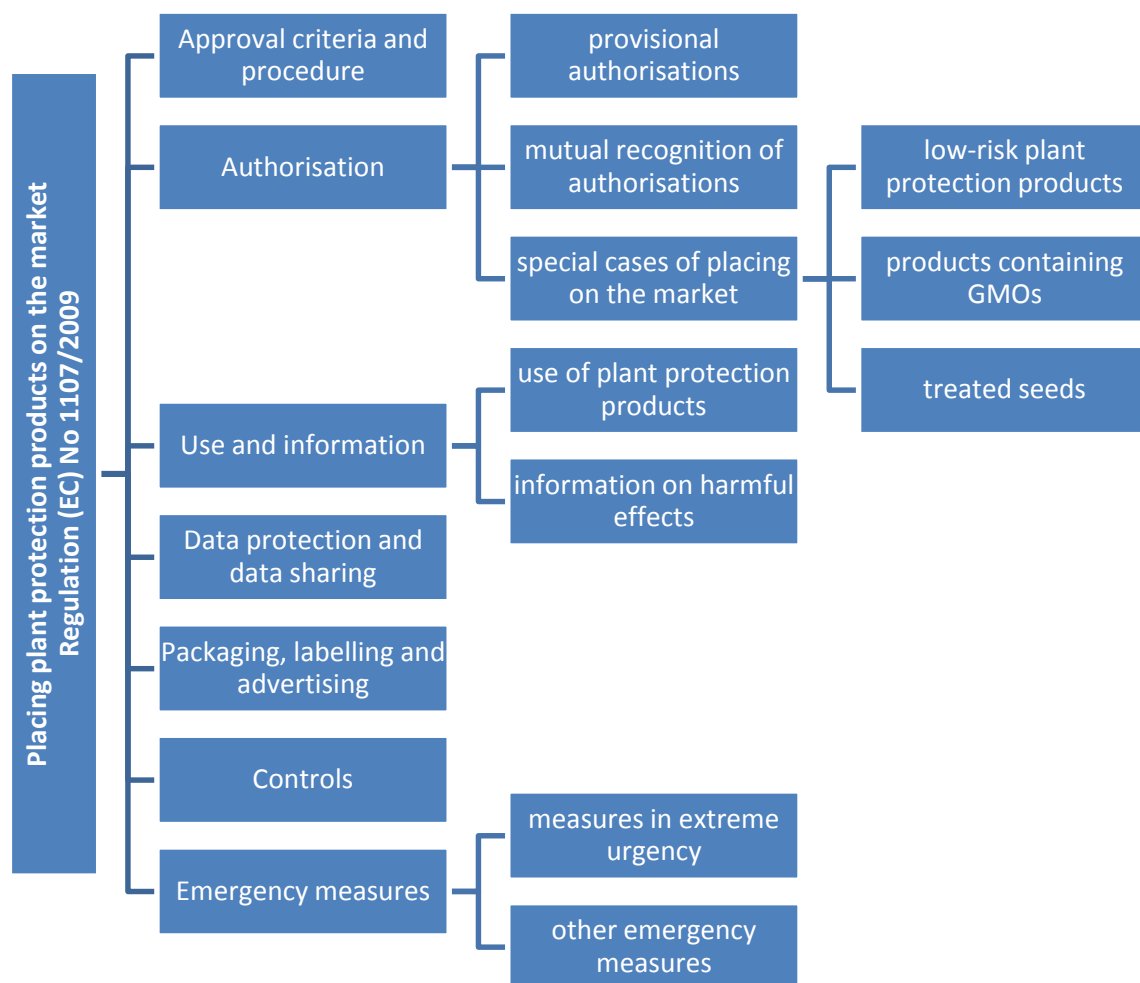 Placing plant protection products on the market
Regulation (EC) No 1107/2009
Approval criteria and
procedure
Authorisation
provisional
authorisations
mutual recognition of
authorisations
special cases of placing
on the market
low-risk plant
protection products
products containing
GMOs
treated seeds
Use and information
use of plant protection
products
information on harmful
effects
Data protection and
data sharing
Packaging, labelling and
advertising
Controls
Emergency measures
measures in extreme
urgency
other emergency
measures